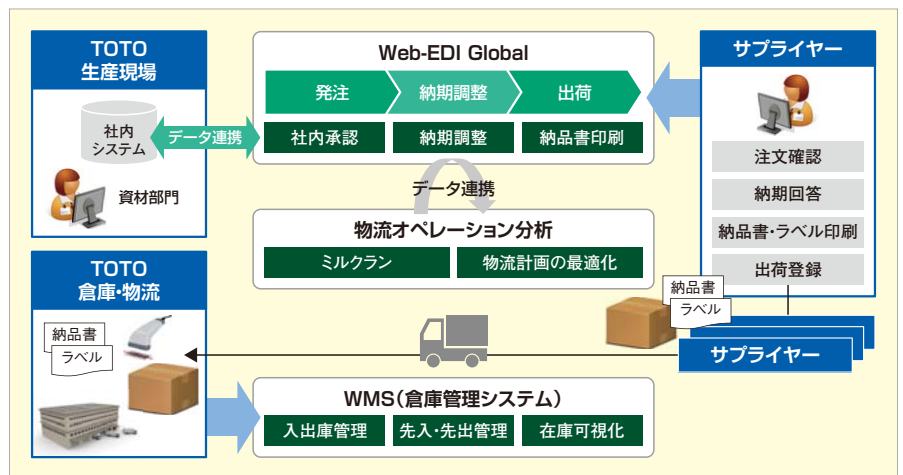 TOTO
生産現場
社内
システム
資材部門
データ連携
Web-EDI Global
発注
納期調整
出荷
社内承認
納期調整
納品書印刷
データ連携
物流オペレーション分析
ミルクラン
物流計画の最適化
サプライヤー
注文確認
納期回答
納品書・ラベル印刷
出荷登録
納品書
ラベル
サプライヤー
TOTO
倉庫・物流
納品書
ラベル
WMS(倉庫管理システム)
入出庫管理
先入・先出管理
在庫可視化